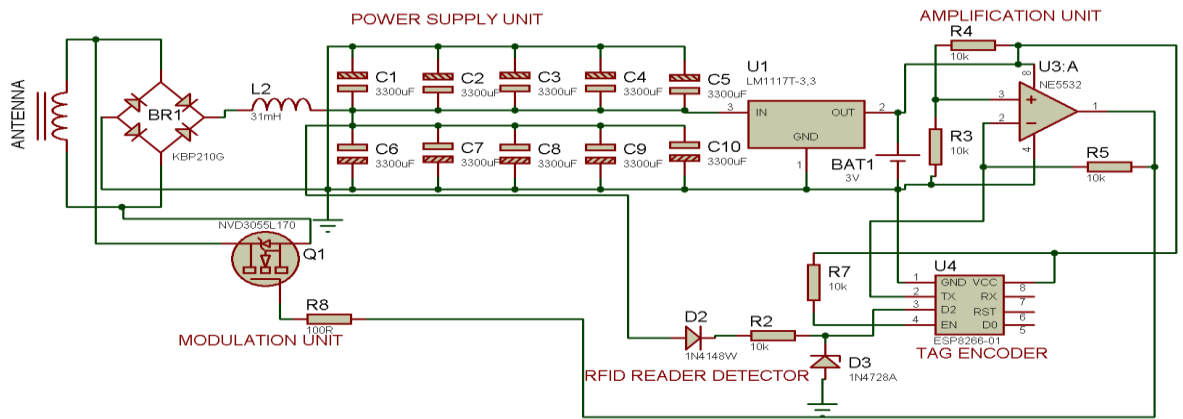 POWER SUPPLY UNIT
AMPLIFICATION UNIT
ANTENNA
BR1
KBP210G
L2
31mH
C1
3300uF
C2
3300uF
C3
3300uF
C4
3300uF
C5
3300uF
C6
3300uF
C7
3300uF
C8
3300uF
C9
3300uF
C10
3300uF
U1
LM1117T-3,3
3
IN
OUT
2
GND
1
BAT1
3V
R4
10k
U3:A
NE5532
8
3
2
1
4
R3
10k
R5
10k
NVD3055L170
Q1
R8
100R
MODULATION UNIT
D2
1N4148W
R2
10k
D3
1N4728A
RFID READER DETECTOR
R7
10k
U4
1 GND VCC 8
2 TX RX 7
3 D2 RST 6
4 EN D0 5
ESP8266-01
TAG ENCODER